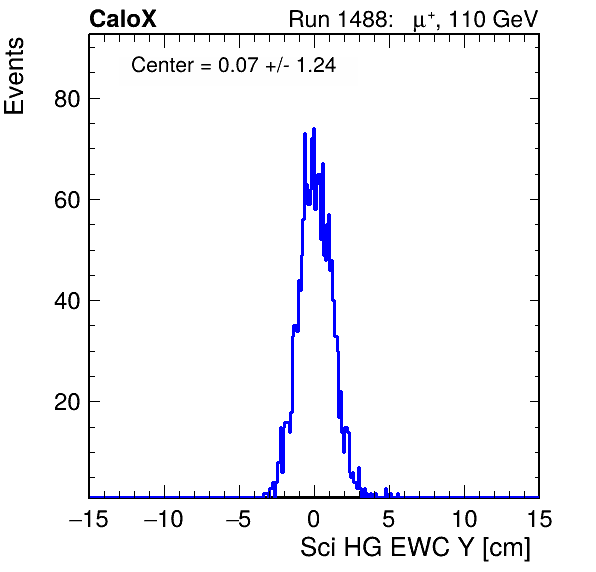 CaloX Run 1488: μ⁺, 110 GeV
Center = 0.07 +/- 1.24
Events
80
60
40
20
−15 −10 −5 0 5 10 15
Sci HG EWC Y [cm]